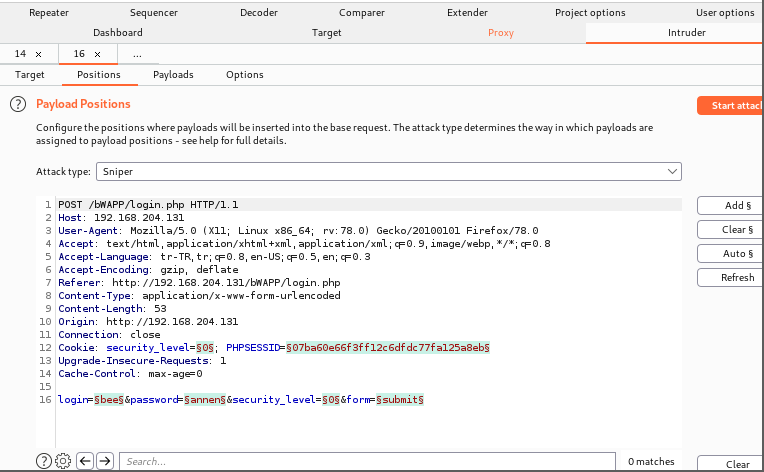 Repeater Sequencer Decoder Comparer Extender Project options User options
Dashboard Target Proxy Intruder
14 × 16 × ...
Target Positions Payloads Options
? Payload Positions Start attac
Configure the positions where payloads will be inserted into the base request. The attack type determines the way in which payloads are
assigned to payload positions - see help for full details.
Attack type: Sniper
1 POST /bWAPP/login.php HTTP/1.1
2 Host: 192.168.204.131
3 User-Agent: Mozilla/5.0 (X11; Linux x86_64; rv:78.0) Gecko/20100101 Firefox/78.0
4 Accept: text/html,application/xhtml+xml,application/xml;q=0.9,image/webp,*/*;q=0.8
5 Accept-Language: tr-TR,tr;q=0.8,en-US;q=0.5,en;q=0.3
6 Accept-Encoding: gzip, deflate
7 Referer: http://192.168.204.131/bWAPP/login.php
8 Content-Type: application/x-www-form-urlencoded
9 Content-Length: 53
10 Origin: http://192.168.204.131
11 Connection: close
12 Cookie: security_level=§0§; PHPSESSID=§07ba60e66f3ff12c6dfdc77fa125a8eb§
13 Upgrade-Insecure-Requests: 1
14 Cache-Control: max-age=0
15
16 login=§bee§&password=§annen§&security_level=§0§&form=§submit§
Add §
Clear §
Auto §
Refresh
? Search... 0 matches Clear